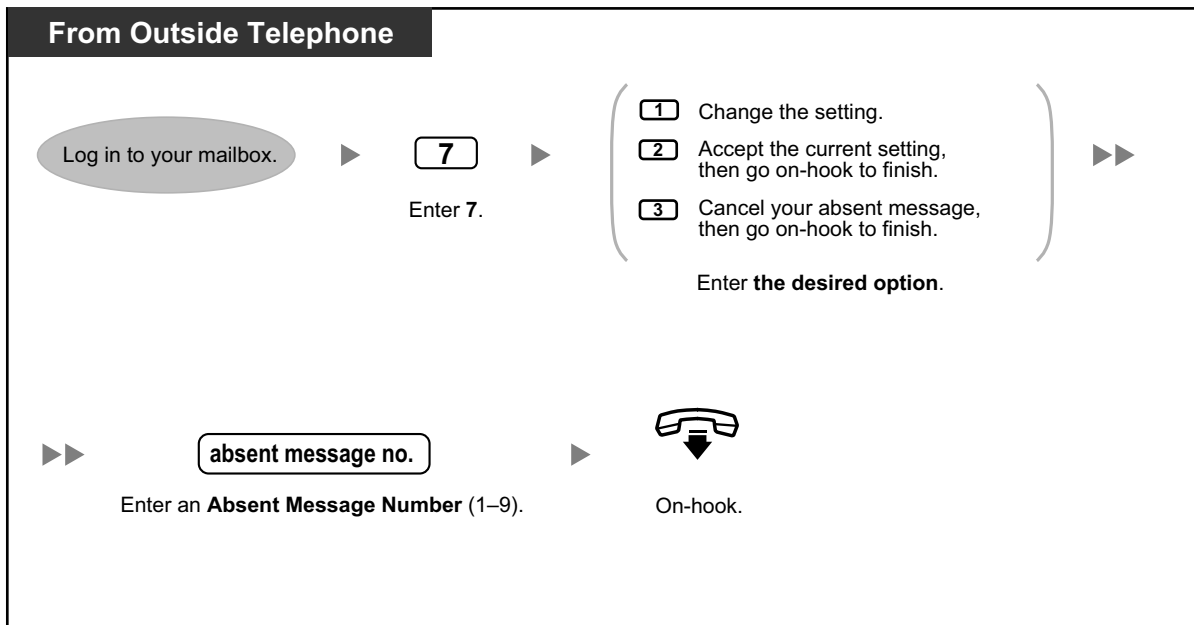 From Outside Telephone
Log in to your mailbox.
7
Enter 7.
1 Change the setting.
2 Accept the current setting,
then go on-hook to finish.
3 Cancel your absent message,
then go on-hook to finish.
Enter the desired option.
absent message no.
Enter an Absent Message Number (1–9).
On-hook.